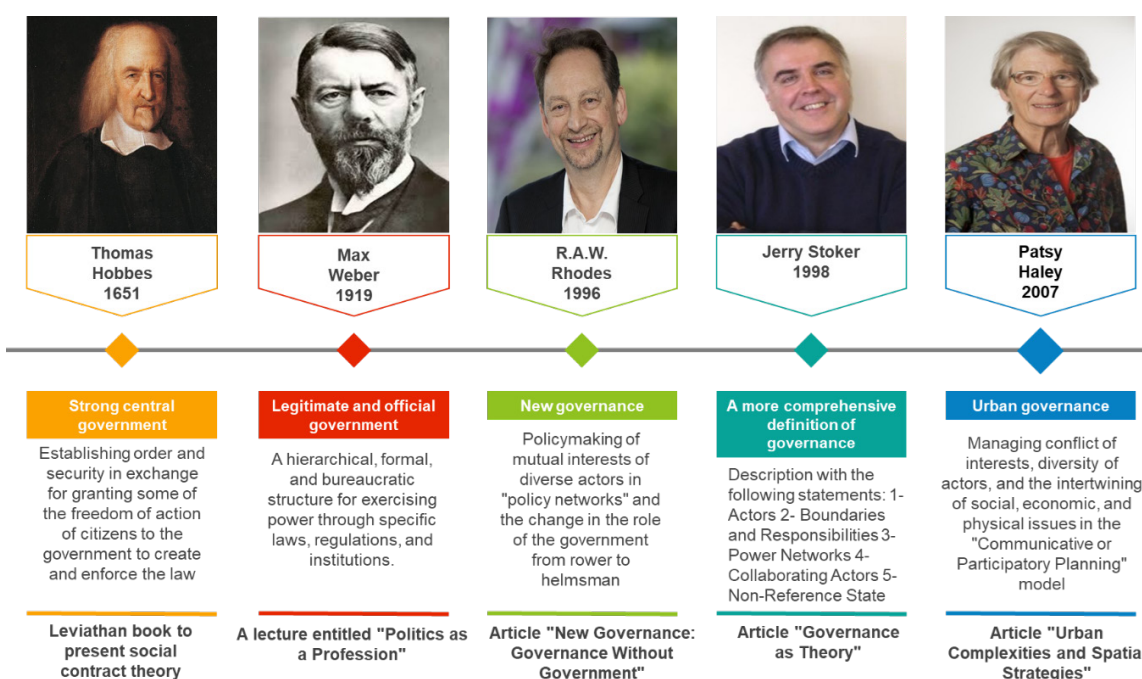 Thomas
Hobbes
1651
Max
Weber
1919
R.A.W.
Rhodes
1996
Jerry Stoker
1998
Patsy
Haley
2007
Strong central
government
Establishing order and
security in exchange
for granting some of
the freedom of action
of citizens to the
government to create
and enforce the law
Leviathan book to
present social
contract theory
Legitimate and official
government
A hierarchical, formal,
and bureaucratic
structure for exercising
power through specific
laws, regulations, and
institutions.
A lecture entitled "Politics as
a Profession"
New governance
Policymaking of
mutual interests of
diverse actors in
"policy networks" and
the change in the role
of the government
from rower to
helmsman
Article "New Governance:
Governance Without
Government"
A more comprehensive
definition of
governance
Description with the
following statements: 1-
Actors 2- Boundaries
and Responsibilities 3-
Power Networks 4-
Collaborating Actors 5-
Non-Reference State
Article "Governance
as Theory"
Urban governance
Managing conflict of
interests, diversity of
actors, and the intertwining
of social, economic, and
physical issues in the
"Communicative or
Participatory Planning"
model
Article "Urban
Complexities and Spatia
Strategies"